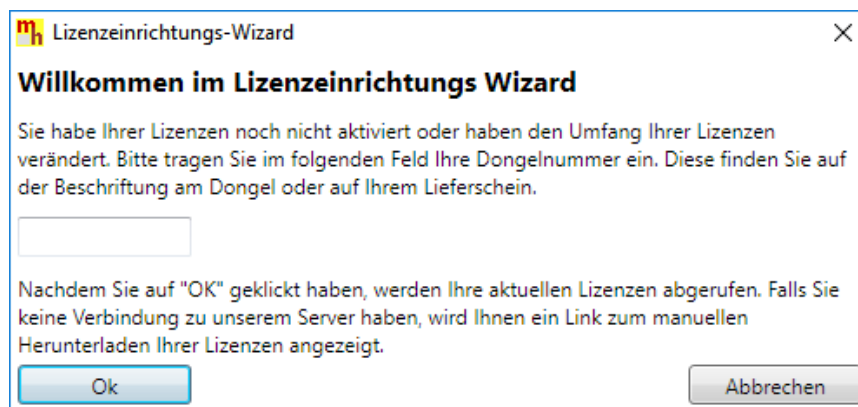 mh Lizenzeinrichtungs-Wizard
Willkommen im Lizenzeinrichtungs Wizard
Sie habe Ihrer Lizenzen noch nicht aktiviert oder haben den Umfang Ihrer Lizenzen
verändert. Bitte tragen Sie im folgenden Feld Ihre Dongelnummer ein. Diese finden Sie auf
der Beschriftung am Dongel oder auf Ihrem Lieferschein.
Nachdem Sie auf "OK" geklickt haben, werden Ihre aktuellen Lizenzen abgerufen. Falls Sie
keine Verbindung zu unserem Server haben, wird Ihnen ein Link zum manuellen
Herunterladen Ihrer Lizenzen angezeigt.
Ok Abbrechen